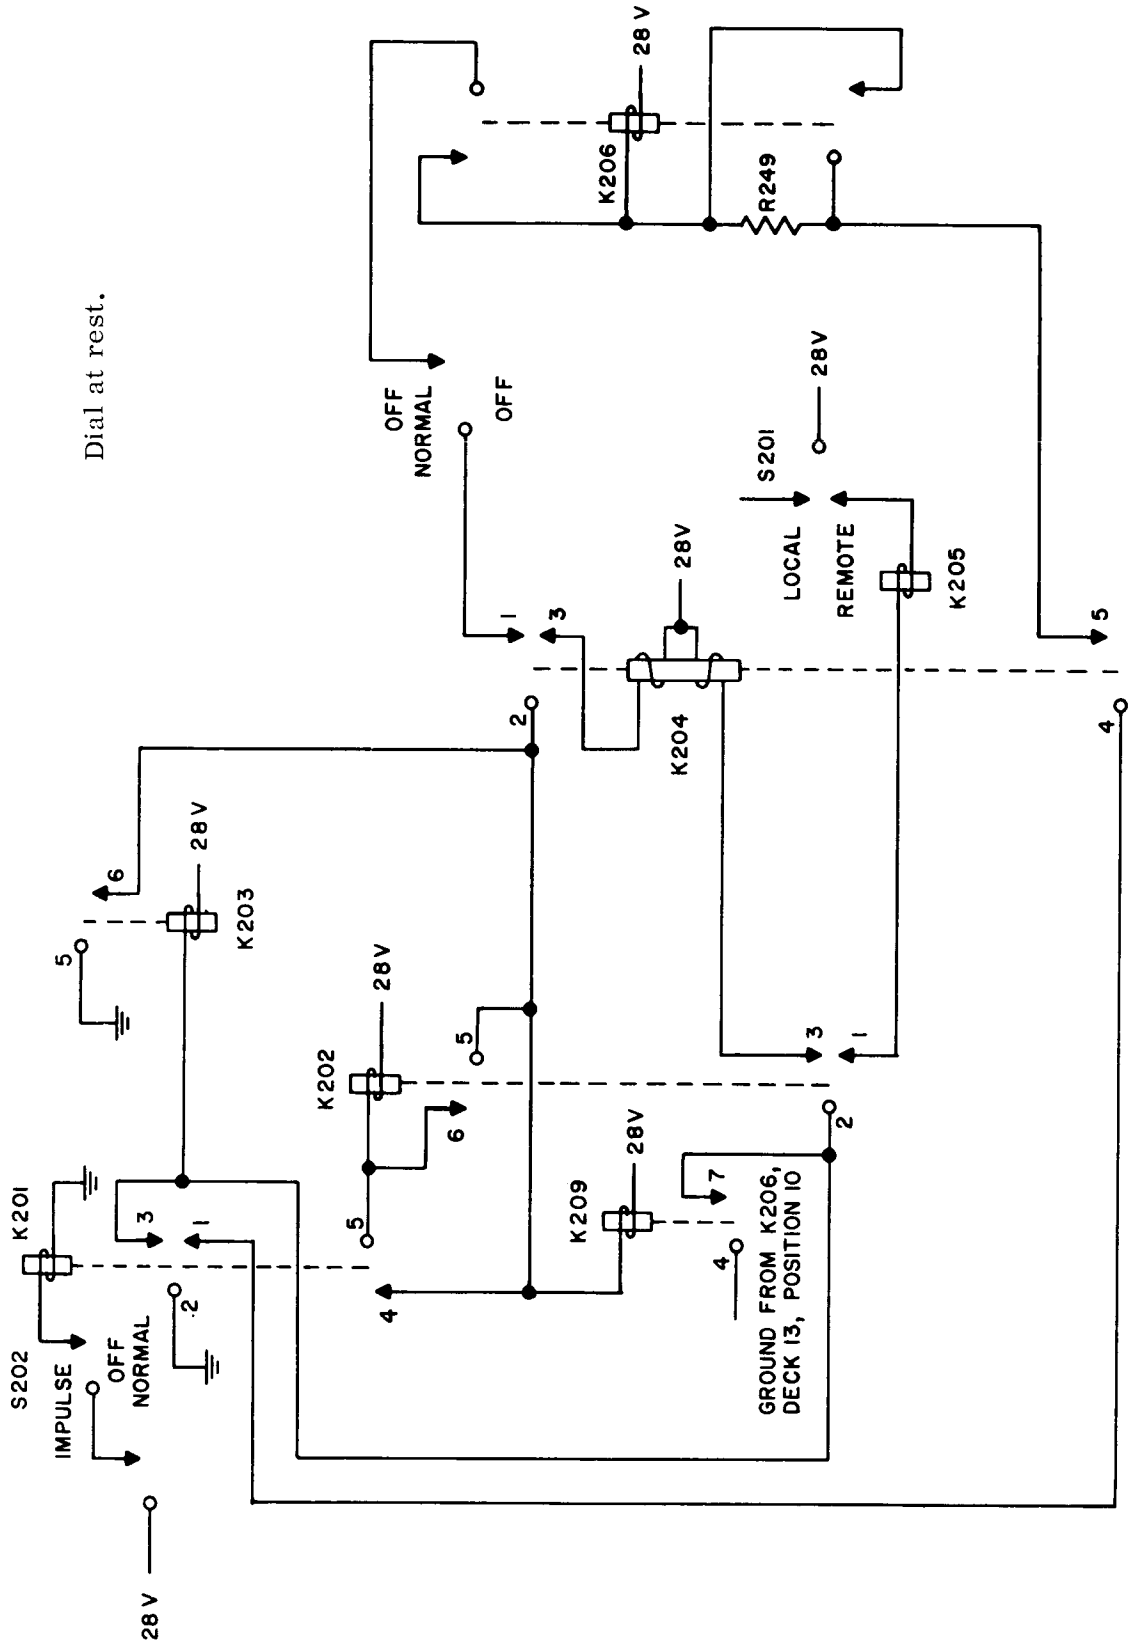 S202
K201
IMPULSE
OFF
NORMAL
5
6
Dial at rest.
3
28 V
2
1
28 V
K203
K202
5
28V
4
OFF
NORMAL
6
5
OFF
2
1
3
K209
K206
28V
28 V
K204
28V
4
7
GROUND FROM K206,
DECK 13, POSITION 10
S201
R249
LOCAL
3
28V
2
1
REMOTE
K205
4
5